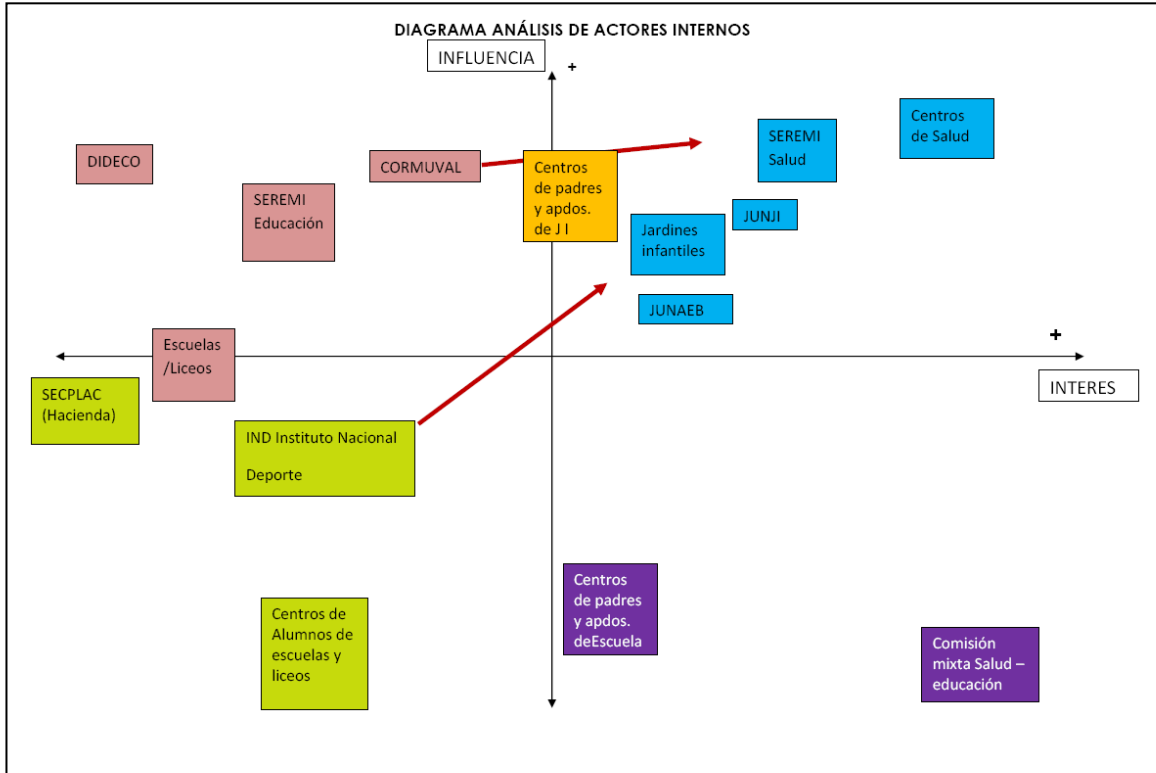 DIAGRAMA ANÁLISIS DE ACTORES INTERNOS
INFLUENCIA
+
DIDECO
SEREMI
Educación
CORMUVAL
Centros
de padres
y apdos.
de J I
SEREMI
Salud
Centros
de Salud
JUNJI
Jardines
infantiles
JUNAEB
+
INTERES
Escuelas
/Liceos
SECPLAC
(Hacienda)
IND Instituto Nacional
Deporte
Centros de
Alumnos de
escuelas y
liceos
Centros
de padres
y apdos.
deEscuela
Comisión
mixta Salud –
educación